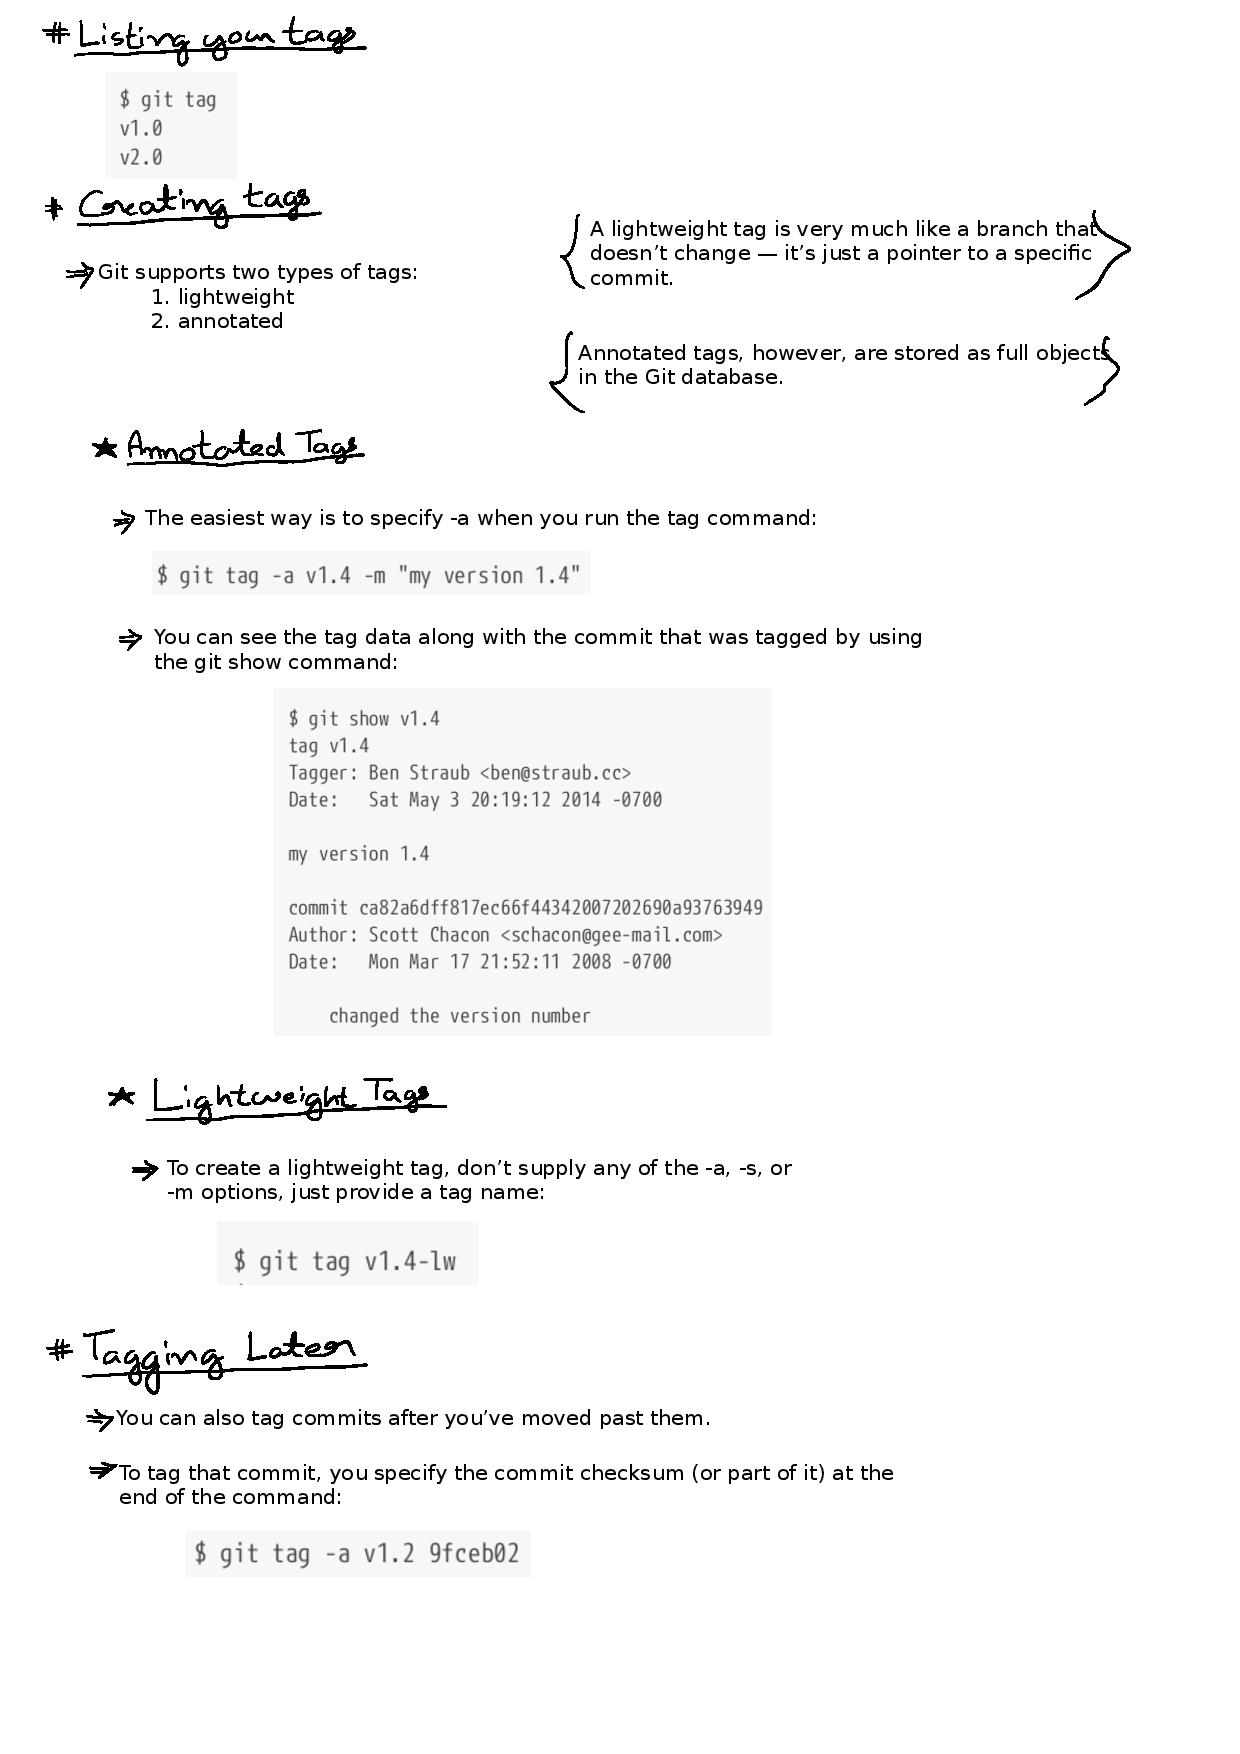 # Listing your tags
$ git tag
v1.0
v2.0
# Creating tags
⇒ Git supports two types of tags:
1. lightweight
2. annotated
{ A lightweight tag is very much like a branch that
doesn’t change — it’s just a pointer to a specific
commit. }
{ Annotated tags, however, are stored as full objects
in the Git database. }
★ Annotated Tags
⇒ The easiest way is to specify -a when you run the tag command:
$ git tag -a v1.4 -m "my version 1.4"
⇒ You can see the tag data along with the commit that was tagged by using
the git show command:
$ git show v1.4
tag v1.4
Tagger: Ben Straub <ben@straub.cc>
Date:   Sat May 3 20:19:12 2014 -0700
my version 1.4
commit ca82a6dff817ec66f44342007202690a93763949
Author: Scott Chacon <schacon@gee-mail.com>
Date:   Mon Mar 17 21:52:11 2008 -0700
changed the version number
★ Lightweight Tags
⇒ To create a lightweight tag, don’t supply any of the -a, -s, or
-m options, just provide a tag name:
$ git tag v1.4-lw
# Tagging Later
⇒ You can also tag commits after you’ve moved past them.
⇒ To tag that commit, you specify the commit checksum (or part of it) at the
end of the command:
$ git tag -a v1.2 9fceb02